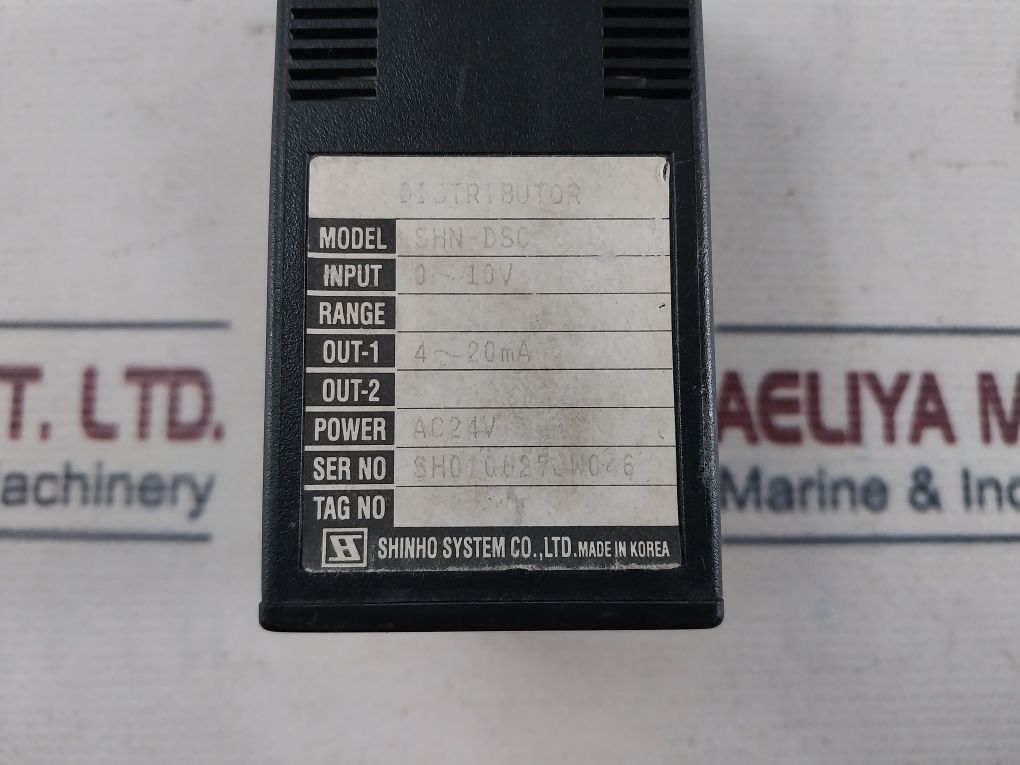 DISTRIBUTOR
MODEL SHN-DSC
INPUT 0~10V
RANGE
OUT-1 4~20mA
OUT-2
POWER AC24V
SER NO
TAG NO
SHINHO SYSTEM CO.,LTD. MADE IN KOREA
T. LTD.
achinery
AELIYA M
Marine & Ind